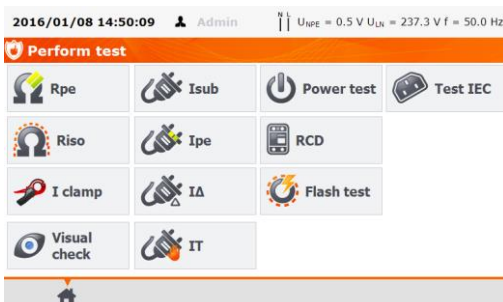 2016/01/08 14:50:09 Admin N L UNPE = 0.5 V ULN = 237.3 V f = 50.0 Hz
Perform test
Rpe Isub Power test Test IEC
Riso Ipe RCD
I clamp IΔ Flash test
Visual
check
IT